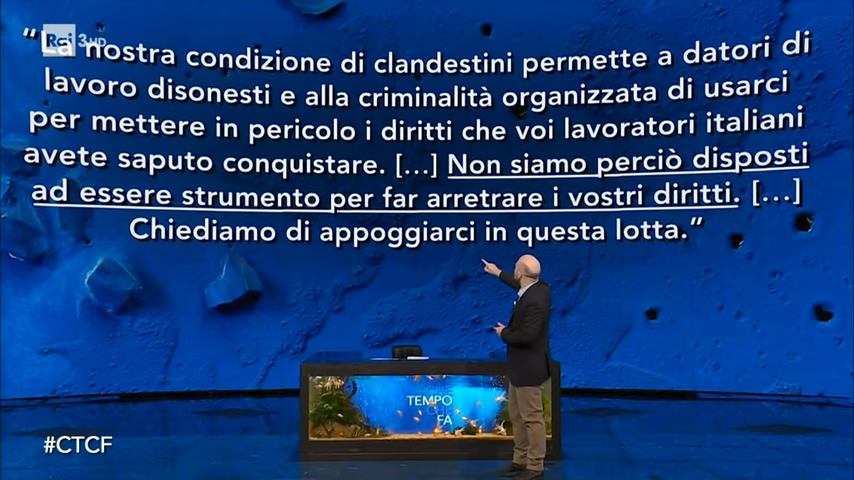 Rai 3HD
“La nostra condizione di clandestini permette a datori di
lavoro disonesti e alla criminalità organizzata di usarci
per mettere in pericolo i diritti che voi lavoratori italiani
avete saputo conquistare. [...] Non siamo perciò disposti
ad essere strumento per far arretrare i vostri diritti. [...]
Chiediamo di appoggiarci in questa lotta.”
CHE
TEMPO
CHE
FA
#CTCF